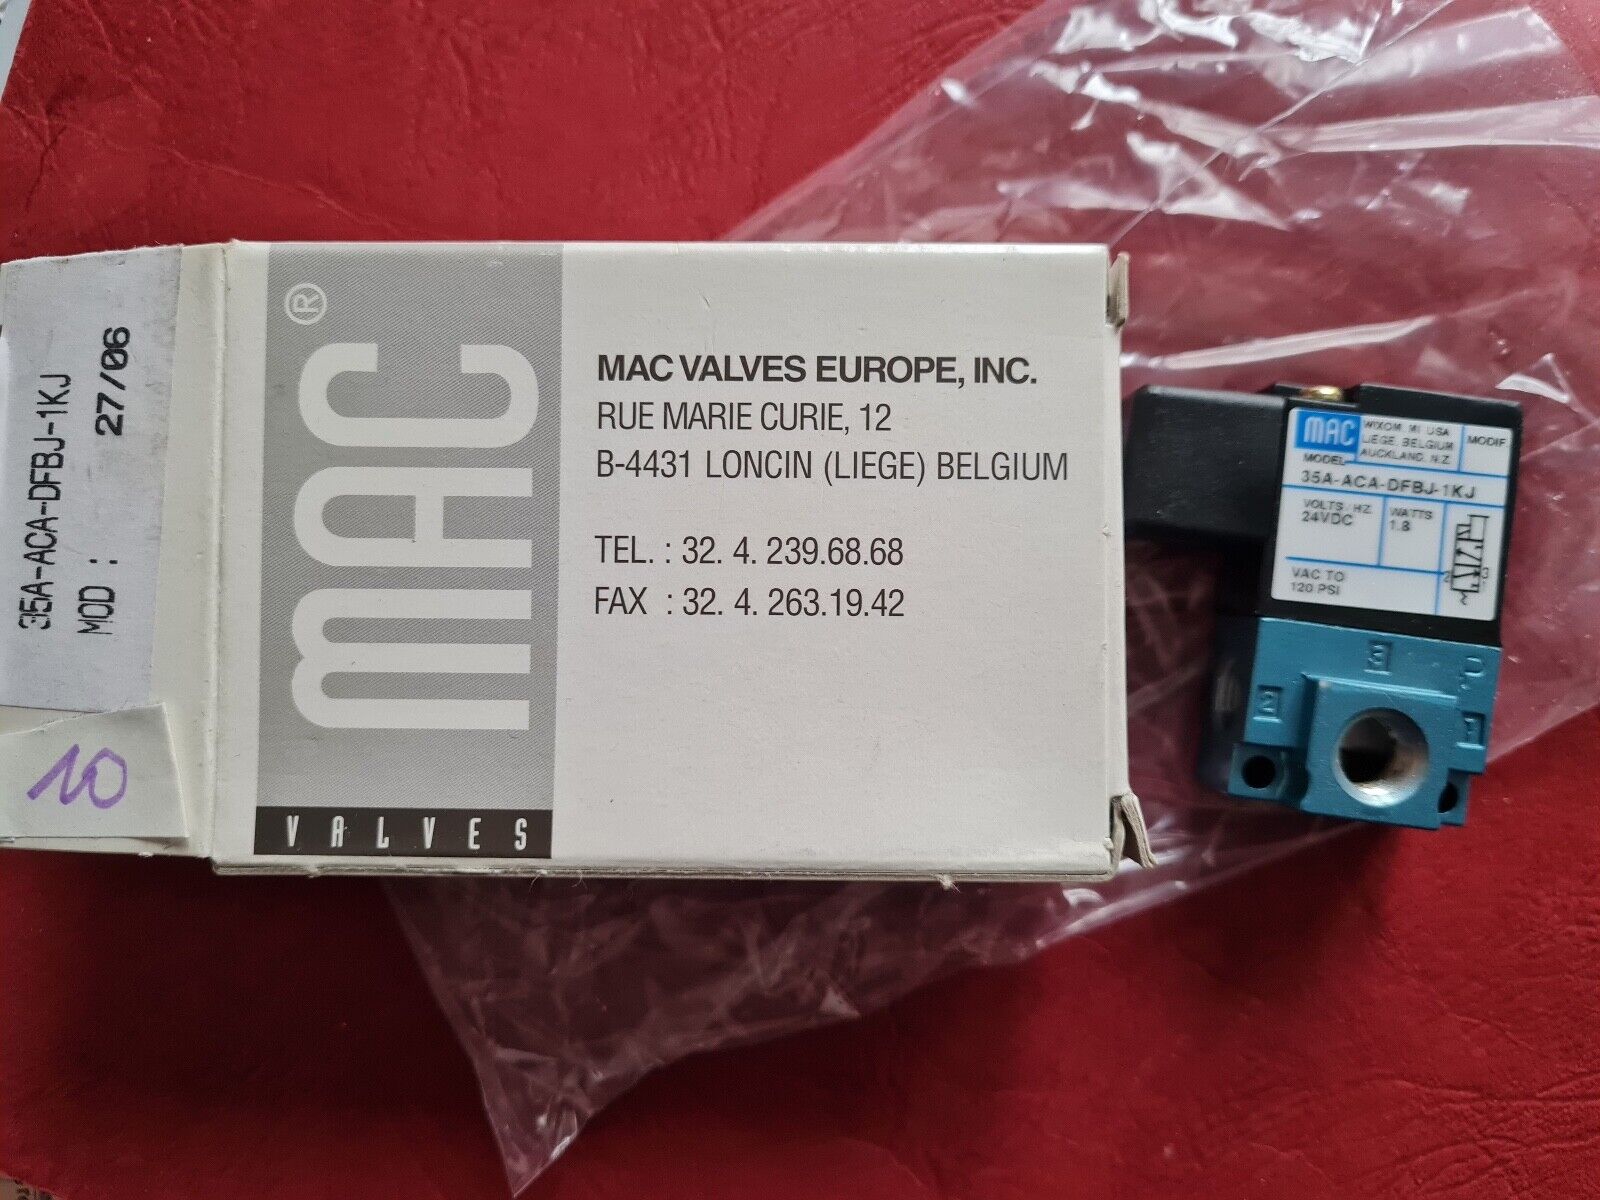 35A-ACA-DFBJ-1KJ
MOD : 27/06
10
MAC®
VALVES
MAC VALVES EUROPE, INC.
RUE MARIE CURIE, 12
B-4431 LONCIN (LIEGE) BELGIUM
TEL. : 32. 4. 239.68.68
FAX : 32. 4. 263.19.42
MAC
WIXOM, MI USA
LIEGE, BELGIUM
AUCKLAND, N.Z.
MODIF
MODEL
35A-ACA-DFBJ-1KJ
VOLTS/HZ
24VDC
WATTS
1.8
VAC TO
120 PSI
2 3
3
2
1